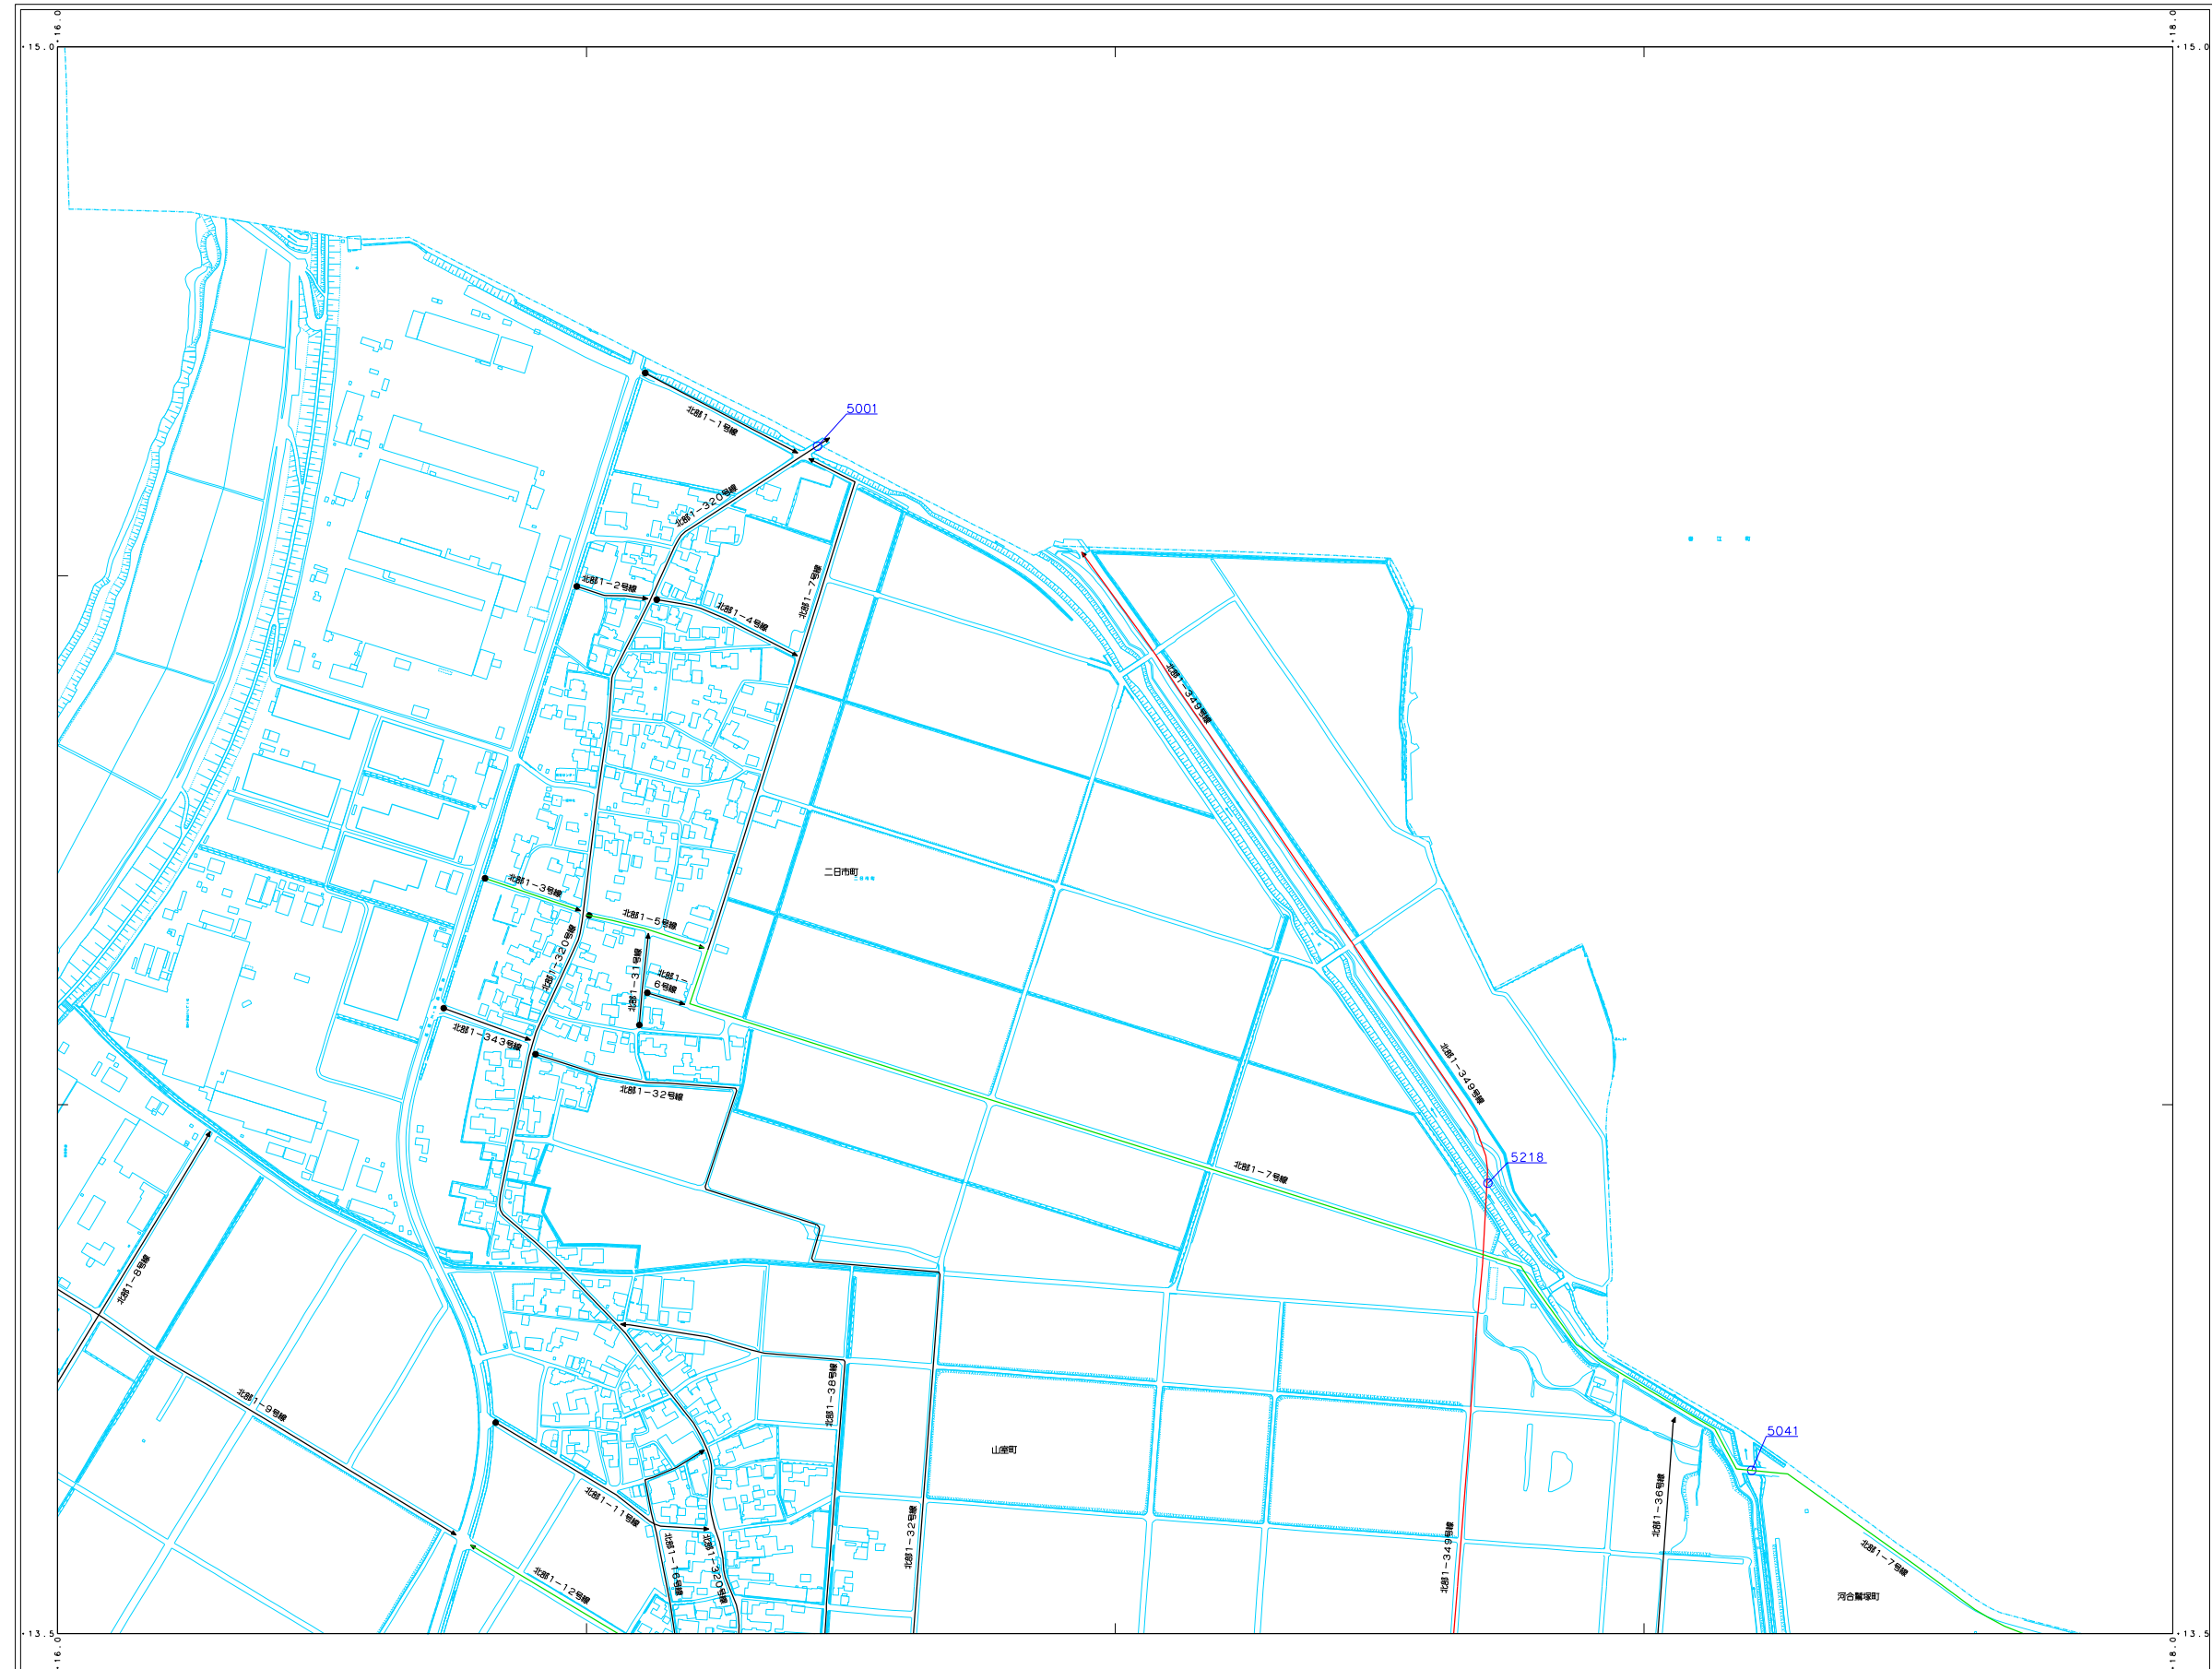 +16.0
+18.0
+15.0
+15.0
5001
北部1-1号線
北部1-320号線
北部1-2号線
北部1-4号線
北部1-7号線
北部1-349号線
二日市町
北部1-3号線
北部1-5号線
北部1-320号線
北部1-31号線
北部1-
6号線
北部1-343号線
北部1-32号線
北部1-349号線
5218
北部1-7号線
北部1-8号線
北部1-9号線
北部1-38号線
山室町
5041
北部1-36号線
北部1-11号線
北部1-32号線
北部1-349号線
北部1-16号線
北部1-320号線
北部1-12号線
北部1-7号線
河合鷲塚町
+13.5
+13.5
+16.0
+18.0